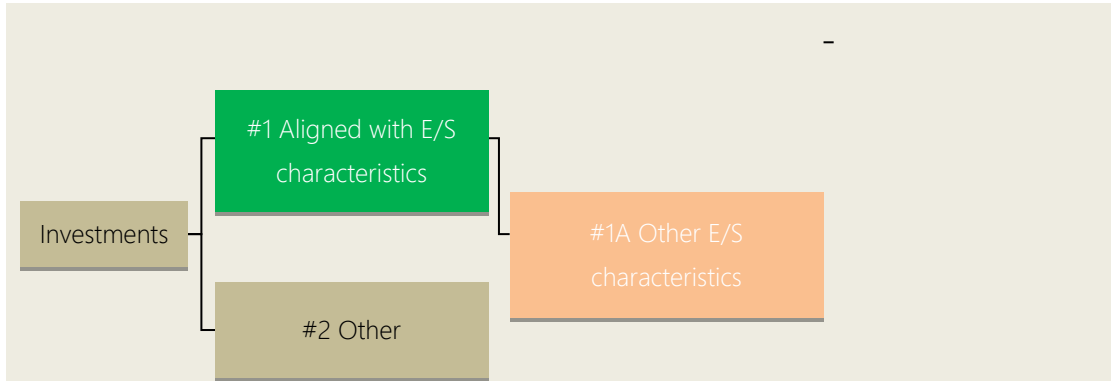 -
#1 Aligned with E/S
characteristics
Investments
#1A Other E/S
characteristics
#2 Other